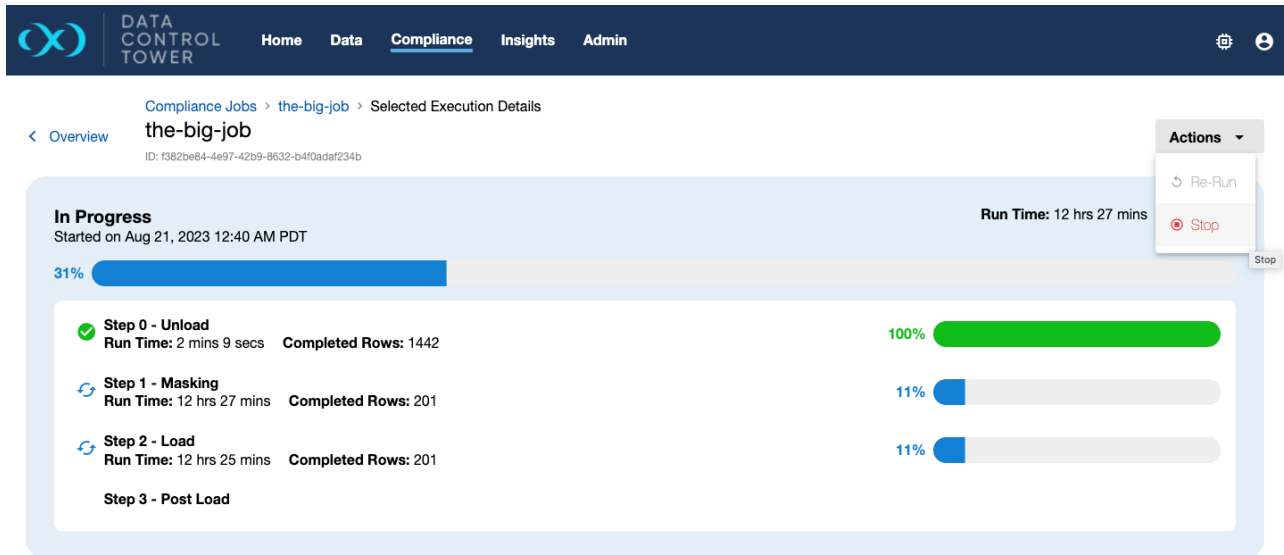 DATA
CONTROL
TOWER
Home Data Compliance Insights Admin
Compliance Jobs > the-big-job > Selected Execution Details
< Overview
the-big-job
ID: f382be84-4e97-42b9-8632-b4f0adaf234b
Actions
Re-Run
Stop
Stop
In Progress
Started on Aug 21, 2023 12:40 AM PDT
Run Time: 12 hrs 27 mins
31%
Step 0 - Unload
Run Time: 2 mins 9 secs Completed Rows: 1442
100%
Step 1 - Masking
Run Time: 12 hrs 27 mins Completed Rows: 201
11%
Step 2 - Load
Run Time: 12 hrs 25 mins Completed Rows: 201
11%
Step 3 - Post Load